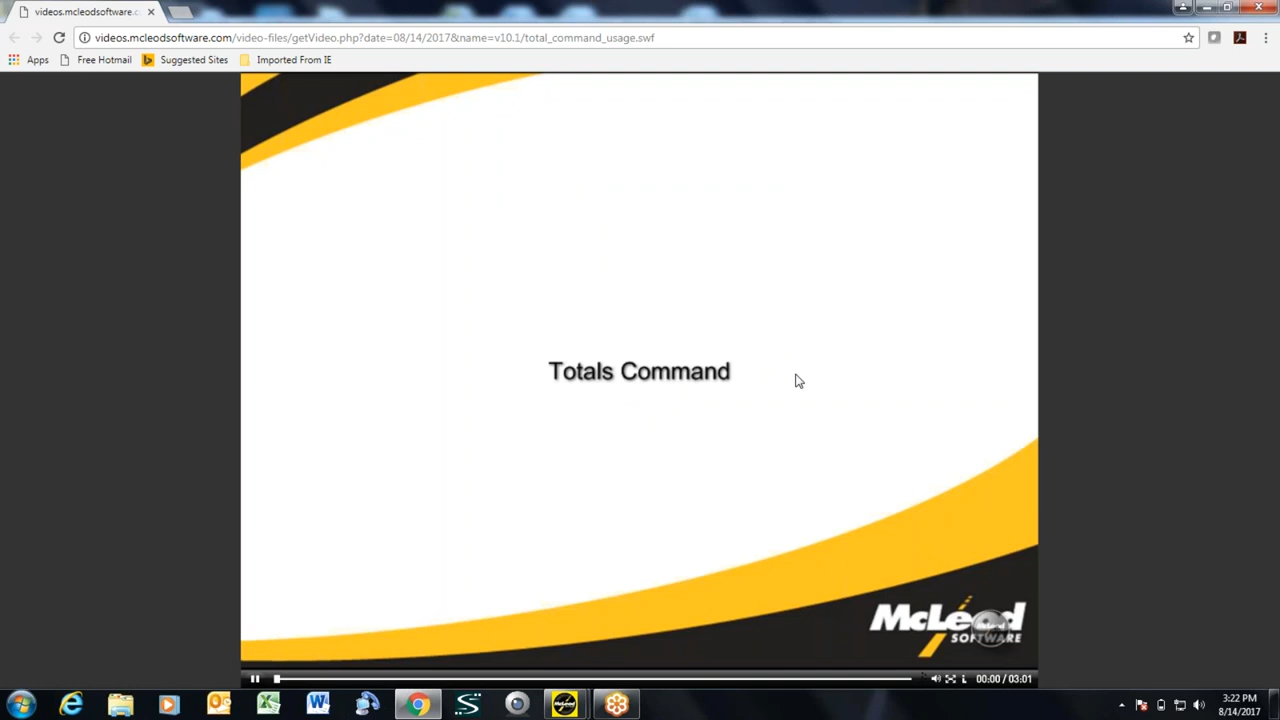 videos.mcleodsoftware.c
videos.mcleodsoftware.com/video-files/getVideo.php?date=08/14/2017&name=v10.1/total_command_usage.swf
Apps
Free Hotmail
Suggested Sites
Imported From IE
Totals Command
McLeod
SOFTWARE
00:00 / 03:01
3:22 PM
8/14/2017